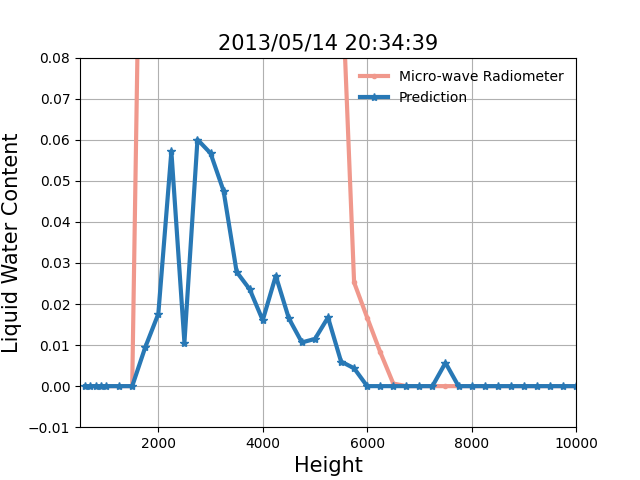 2013/05/14 20:34:39
Micro-wave Radiometer
Prediction
0.08
0.07
0.06
0.05
0.04
0.03
0.02
0.01
0.00
−0.01
Liquid Water Content
2000 4000 6000 8000 10000
Height